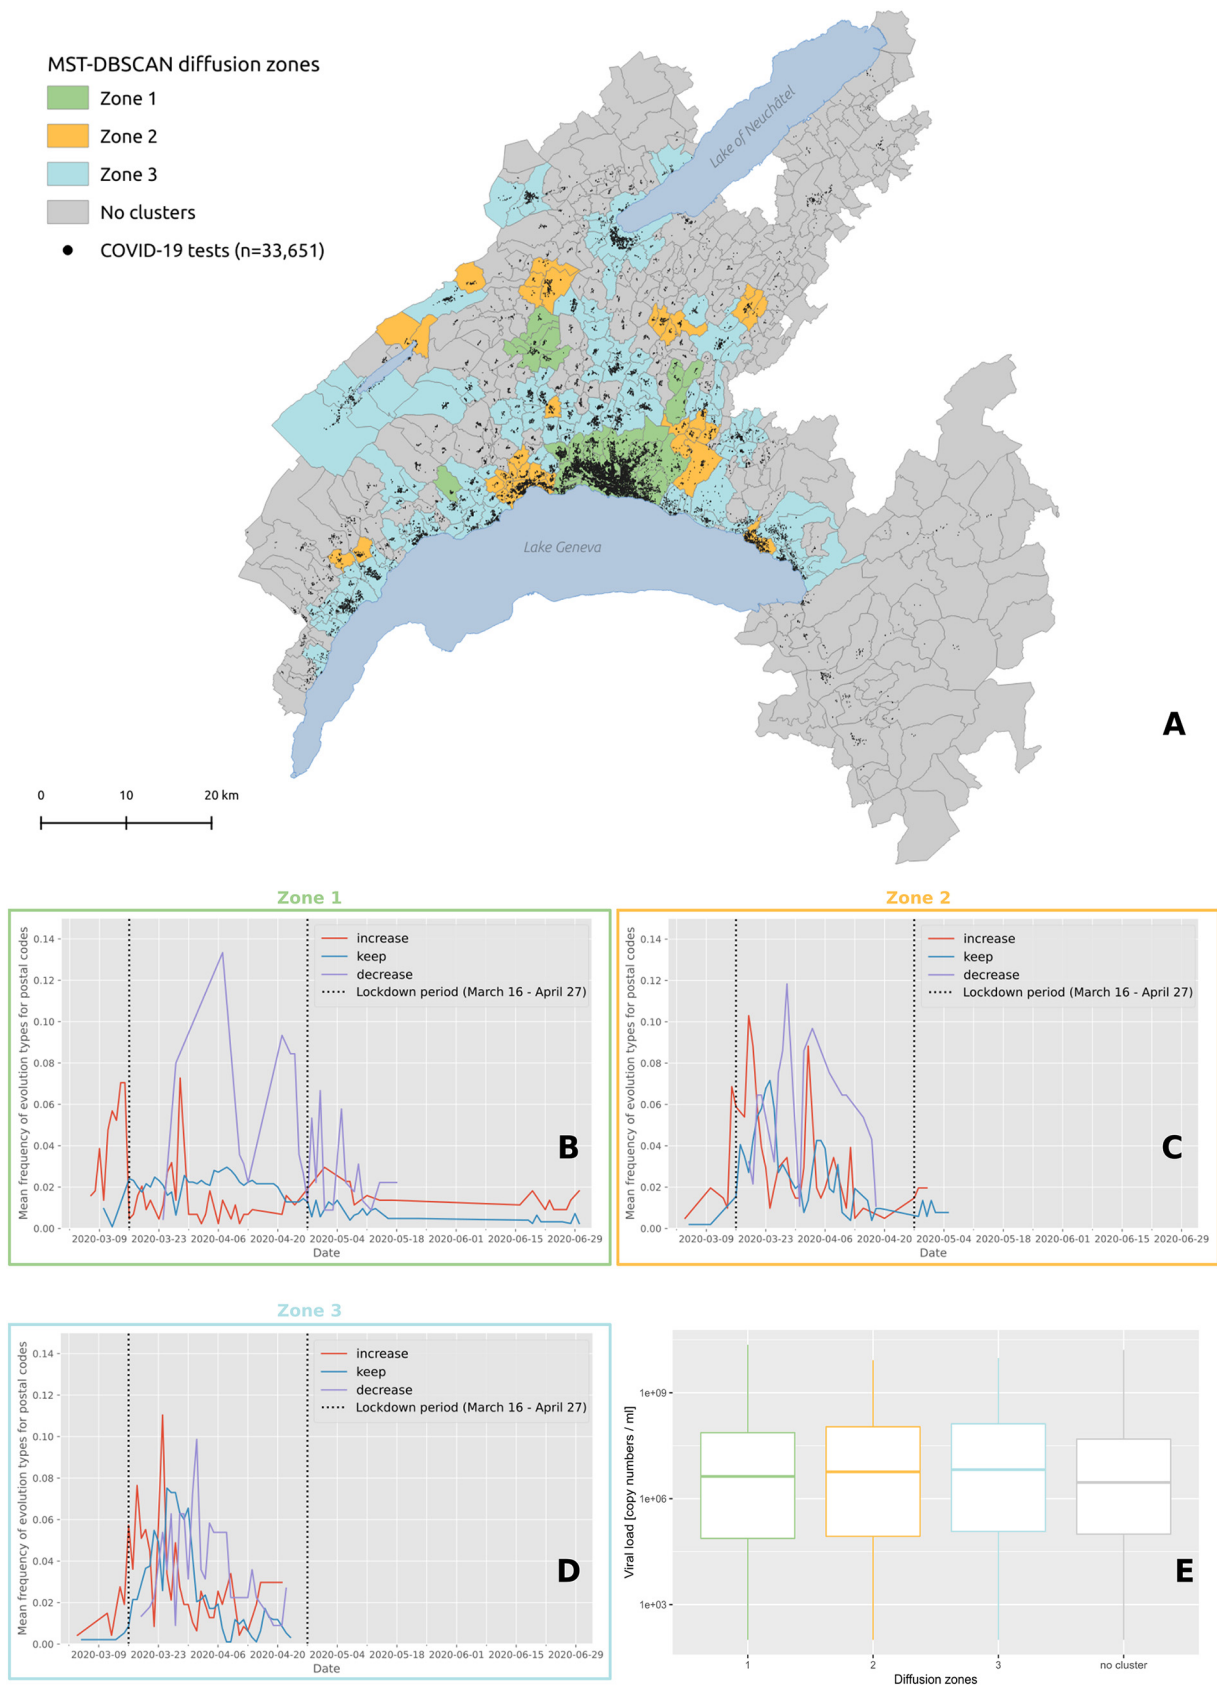 MST-DBSCAN diffusion zones
Zone 1
Zone 2
Zone 3
No clusters
COVID-19 tests (n=33,651)
Lake of Neuchâtel
Lake Geneva
A
0 10 20 km
Zone 1
Mean frequency of evolution types for postal codes
0.14
0.12
0.10
0.08
0.06
0.04
0.02
0.00
increase
keep
decrease
Lockdown period (March 16 - April 27)
B
2020-03-09 2020-03-23 2020-04-06 2020-04-20 2020-05-04 2020-05-18 2020-06-01 2020-06-15 2020-06-29
Date
Zone 2
Mean frequency of evolution types for postal codes
0.14
0.12
0.10
0.08
0.06
0.04
0.02
0.00
increase
keep
decrease
Lockdown period (March 16 - April 27)
C
2020-03-09 2020-03-23 2020-04-06 2020-04-20 2020-05-04 2020-05-18 2020-06-01 2020-06-15 2020-06-29
Date
Zone 3
Mean frequency of evolution types for postal codes
0.14
0.12
0.10
0.08
0.06
0.04
0.02
0.00
increase
keep
decrease
Lockdown period (March 16 - April 27)
D
2020-03-09 2020-03-23 2020-04-06 2020-04-20 2020-05-04 2020-05-18 2020-06-01 2020-06-15 2020-06-29
Date
Viral load [copy numbers / ml]
1e+09
1e+06
1e+03
E
1 2 3 no cluster
Diffusion zones